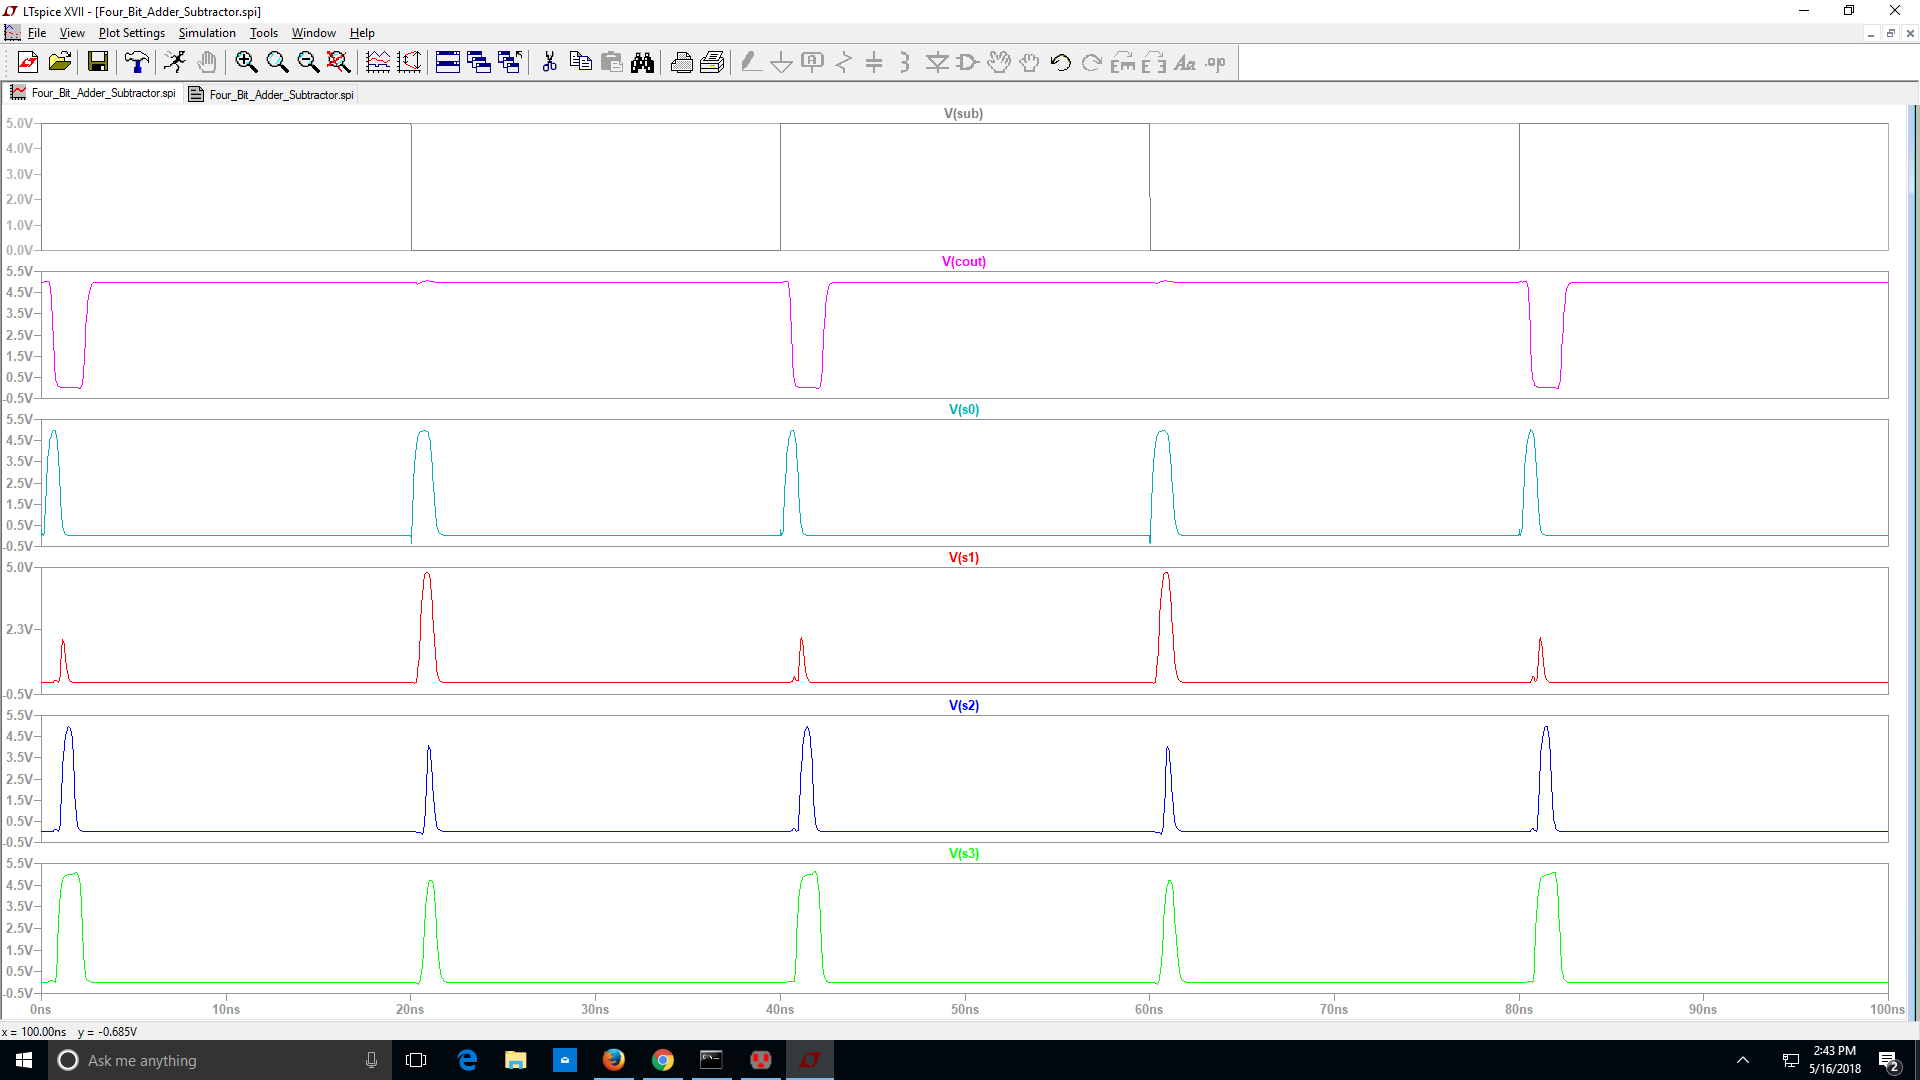 LTspice XVII - [Four_Bit_Adder_Subtractor.spi]
File View Plot Settings Simulation Tools Window Help
Four_Bit_Adder_Subtractor.spi Four_Bit_Adder_Subtractor.spi
V(sub)
5.0V
4.0V
3.0V
2.0V
1.0V
0.0V
V(cout)
5.5V
4.5V
3.5V
2.5V
1.5V
0.5V
-0.5V
V(s0)
5.5V
4.5V
3.5V
2.5V
1.5V
0.5V
-0.5V
V(s1)
5.0V
2.3V
-0.5V
V(s2)
5.5V
4.5V
3.5V
2.5V
1.5V
0.5V
-0.5V
V(s3)
5.5V
4.5V
3.5V
2.5V
1.5V
0.5V
-0.5V
0ns 10ns 20ns 30ns 40ns 50ns 60ns 70ns 80ns 90ns 100ns
x = 100.00ns y = -0.685V
Ask me anything
2:43 PM
5/16/2018
2